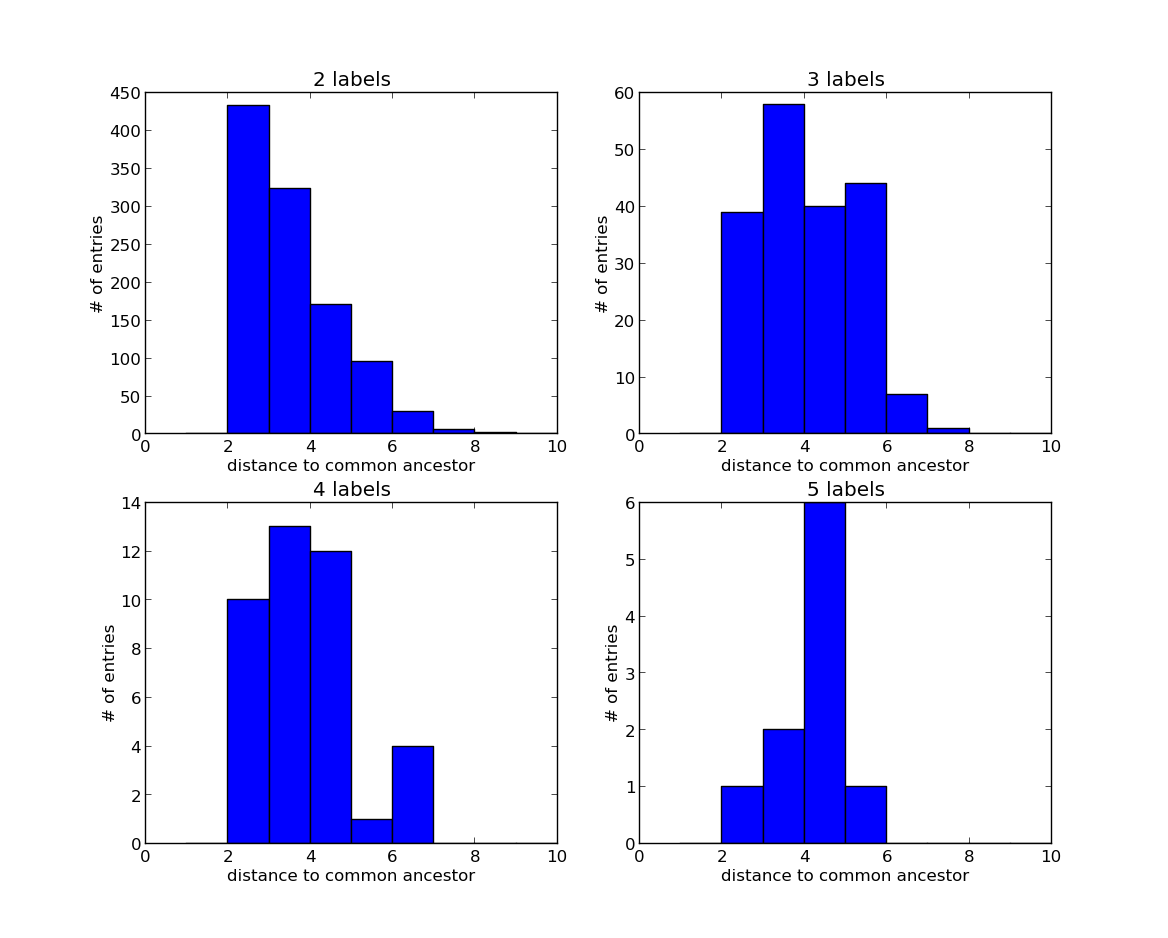 2 labels
450
400
350
300
250
200
150
100
50
0
# of entries
0 2 4 6 8 10
distance to common ancestor
3 labels
60
50
40
30
20
10
0
# of entries
0 2 4 6 8 10
distance to common ancestor
4 labels
14
12
10
8
6
4
2
0
# of entries
0 2 4 6 8 10
distance to common ancestor
5 labels
6
5
4
3
2
1
0
# of entries
0 2 4 6 8 10
distance to common ancestor